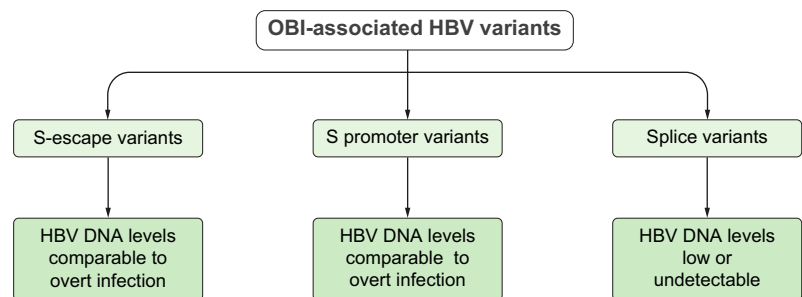 OBI-associated HBV variants
S-escape variants
S promoter variants
Splice variants
HBV DNA levels
comparable to
overt infection
HBV DNA levels
comparable to
overt infection
HBV DNA levels
low or
undetectable